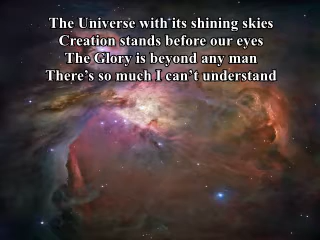 The Universe with its shining skies
Creation stands before our eyes
The Glory is beyond any man
There's so much I can't understand